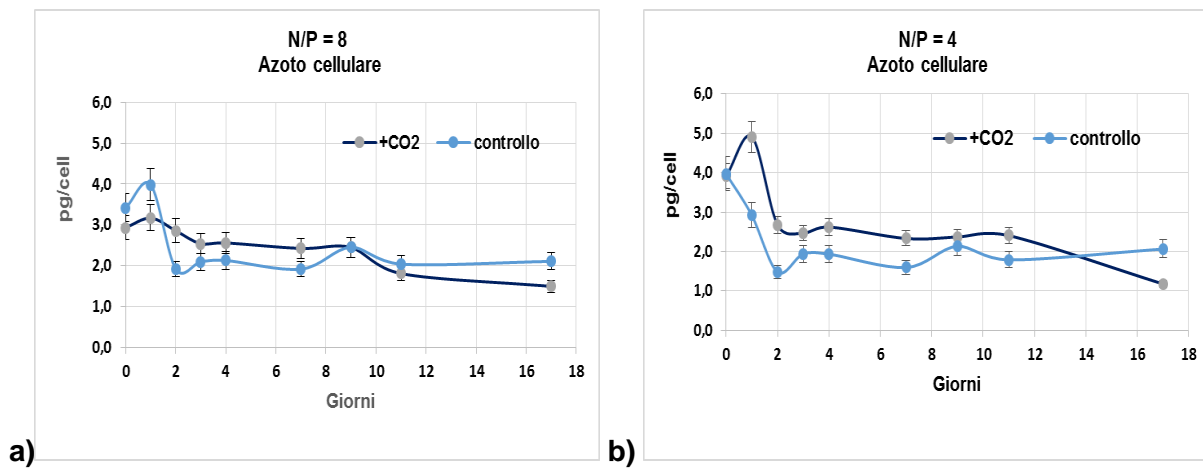 N/P = 8
Azoto cellulare
6,0
5,0
4,0
3,0
2,0
1,0
0,0
pg/cell
+CO2 controllo
0 2 4 6 8 10 12 14 16 18
Giorni
a)
N/P = 4
Azoto cellulare
6,0
5,0
4,0
3,0
2,0
1,0
0,0
pg/cell
+CO2 controllo
0 2 4 6 8 10 12 14 16 18
Giorni
b)